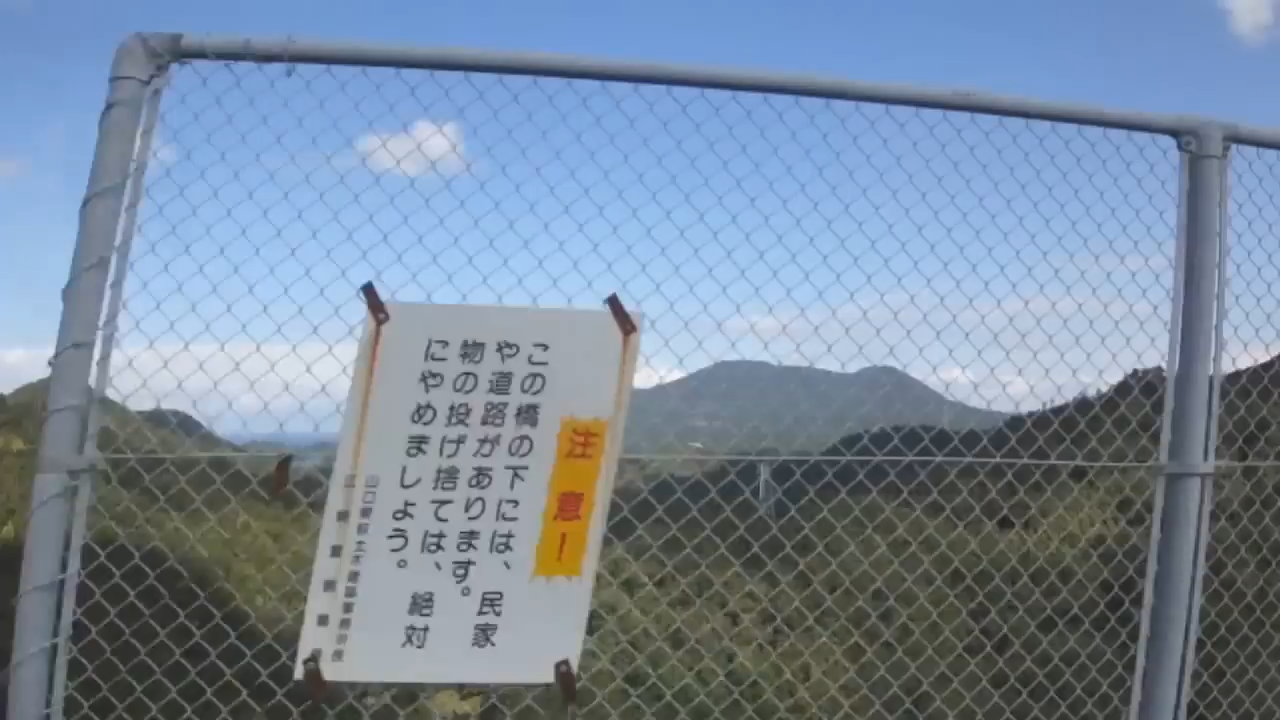 注意!
この橋の下には、民家
や道路があります。
物の投げ捨ては、絶対
にやめましょう。